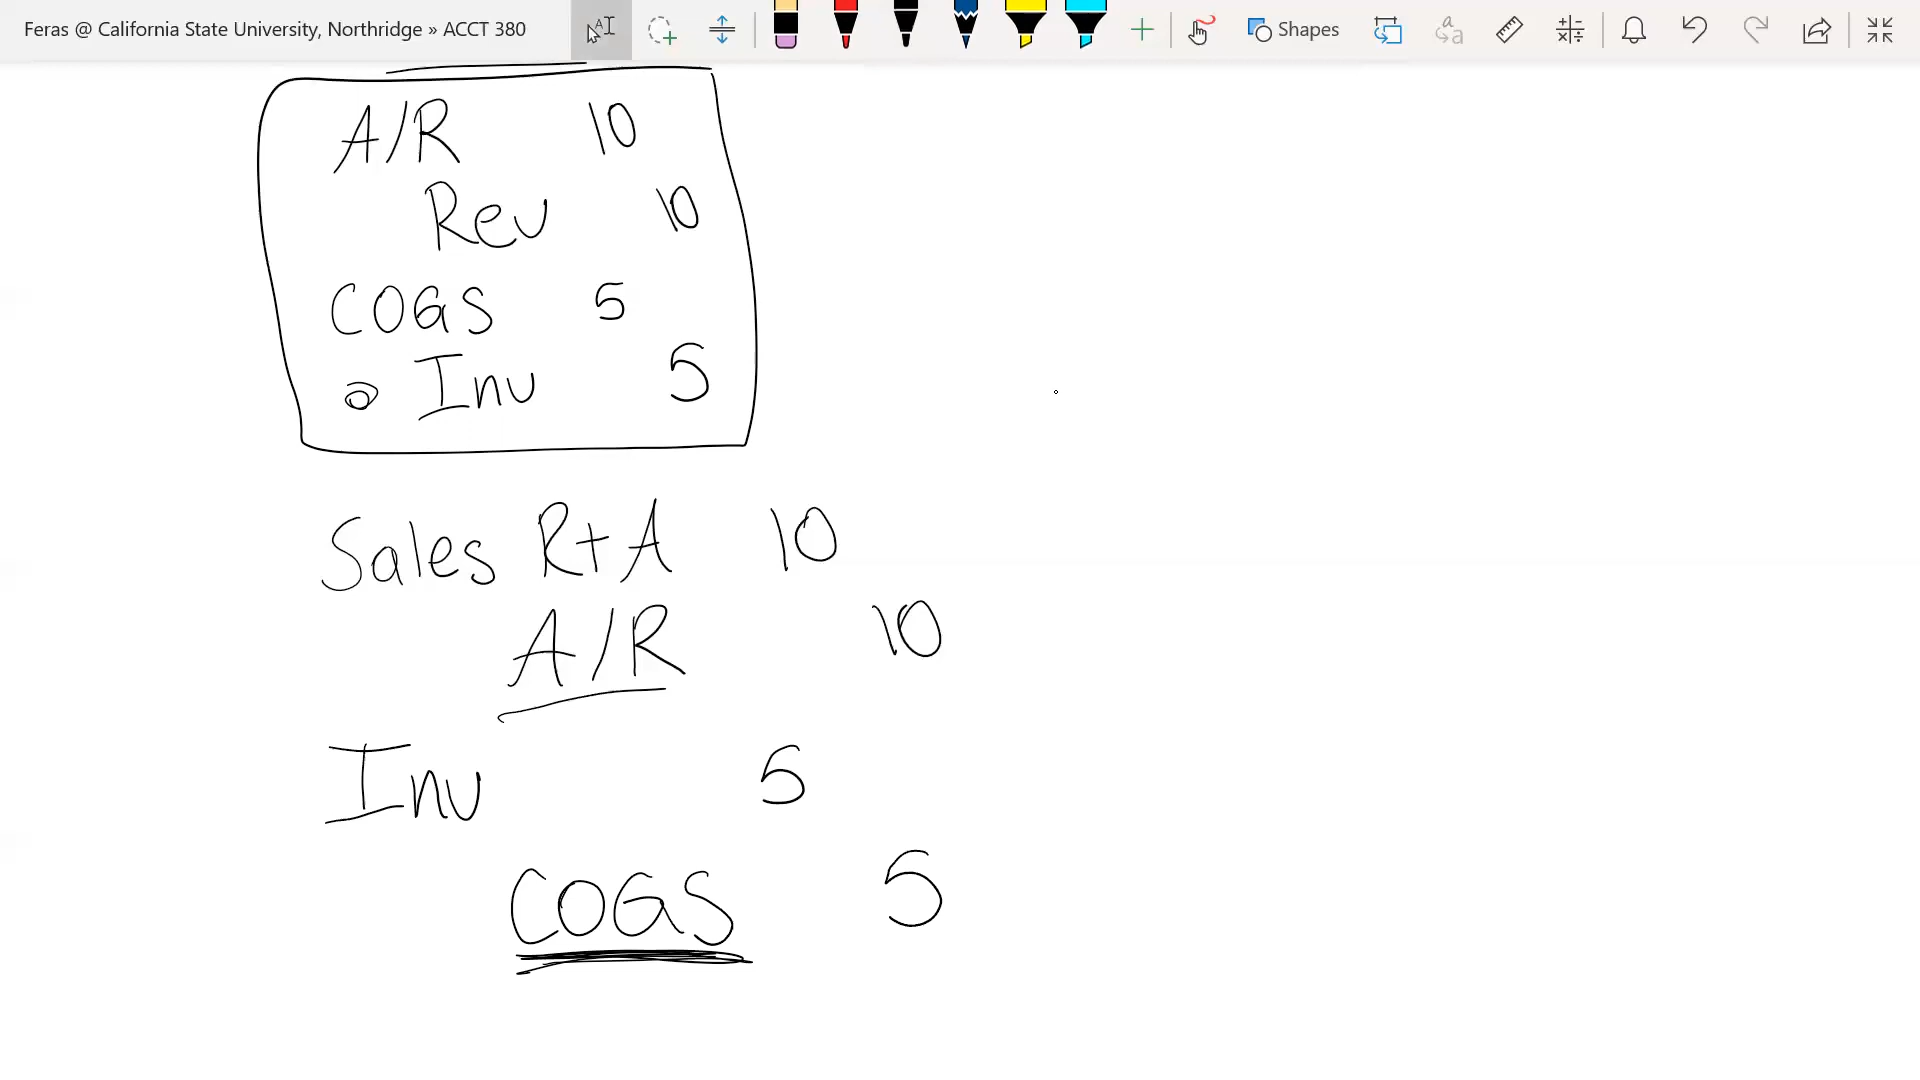 Feras @ California State University, Northridge » ACCT 380
Shapes
A/R 10
Rev 10
COGS 5
Inv 5
Sales R+A 10
A/R 10
Inv 5
COGS 5